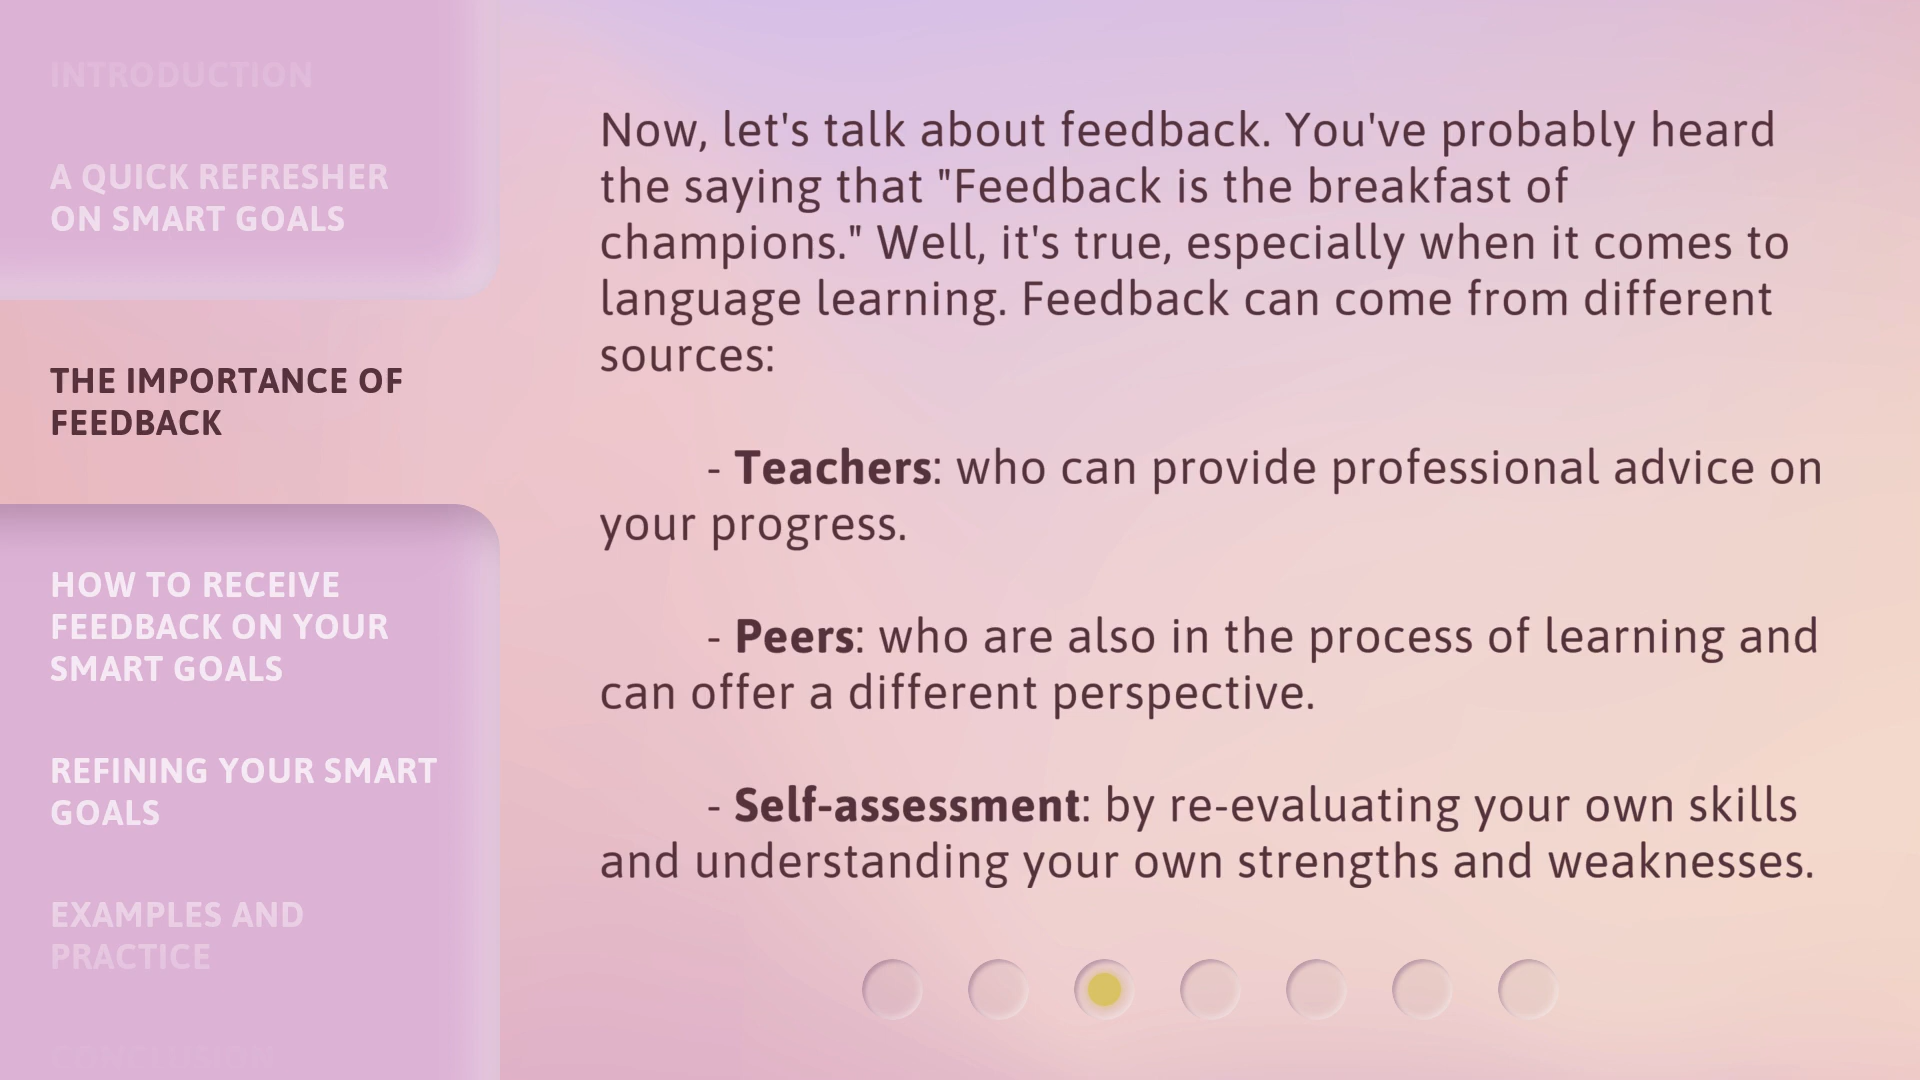 INTRODUCTION
A QUICK REFRESHER
ON SMART GOALS
THE IMPORTANCE OF
FEEDBACK
HOW TO RECEIVE
FEEDBACK ON YOUR
SMART GOALS
REFINING YOUR SMART
GOALS
EXAMPLES AND
PRACTICE
CONCLUSION
Now, let's talk about feedback. You've probably heard
the saying that "Feedback is the breakfast of
champions." Well, it's true, especially when it comes to
language learning. Feedback can come from different
sources:
- Teachers: who can provide professional advice on
your progress.
- Peers: who are also in the process of learning and
can offer a different perspective.
- Self-assessment: by re-evaluating your own skills
and understanding your own strengths and weaknesses.